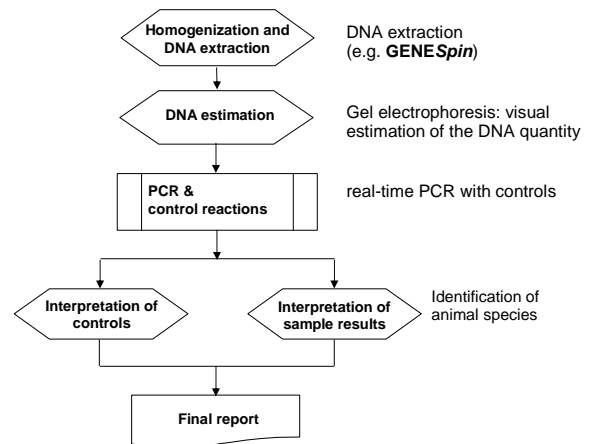 Homogenization and
DNA extraction
DNA extraction
(e.g. GENESpin)
DNA estimation
Gel electrophoresis: visual
estimation of the DNA quantity
PCR &
control reactions
real-time PCR with controls
Interpretation of
controls
Interpretation of
sample results
Identification of
animal species
Final report